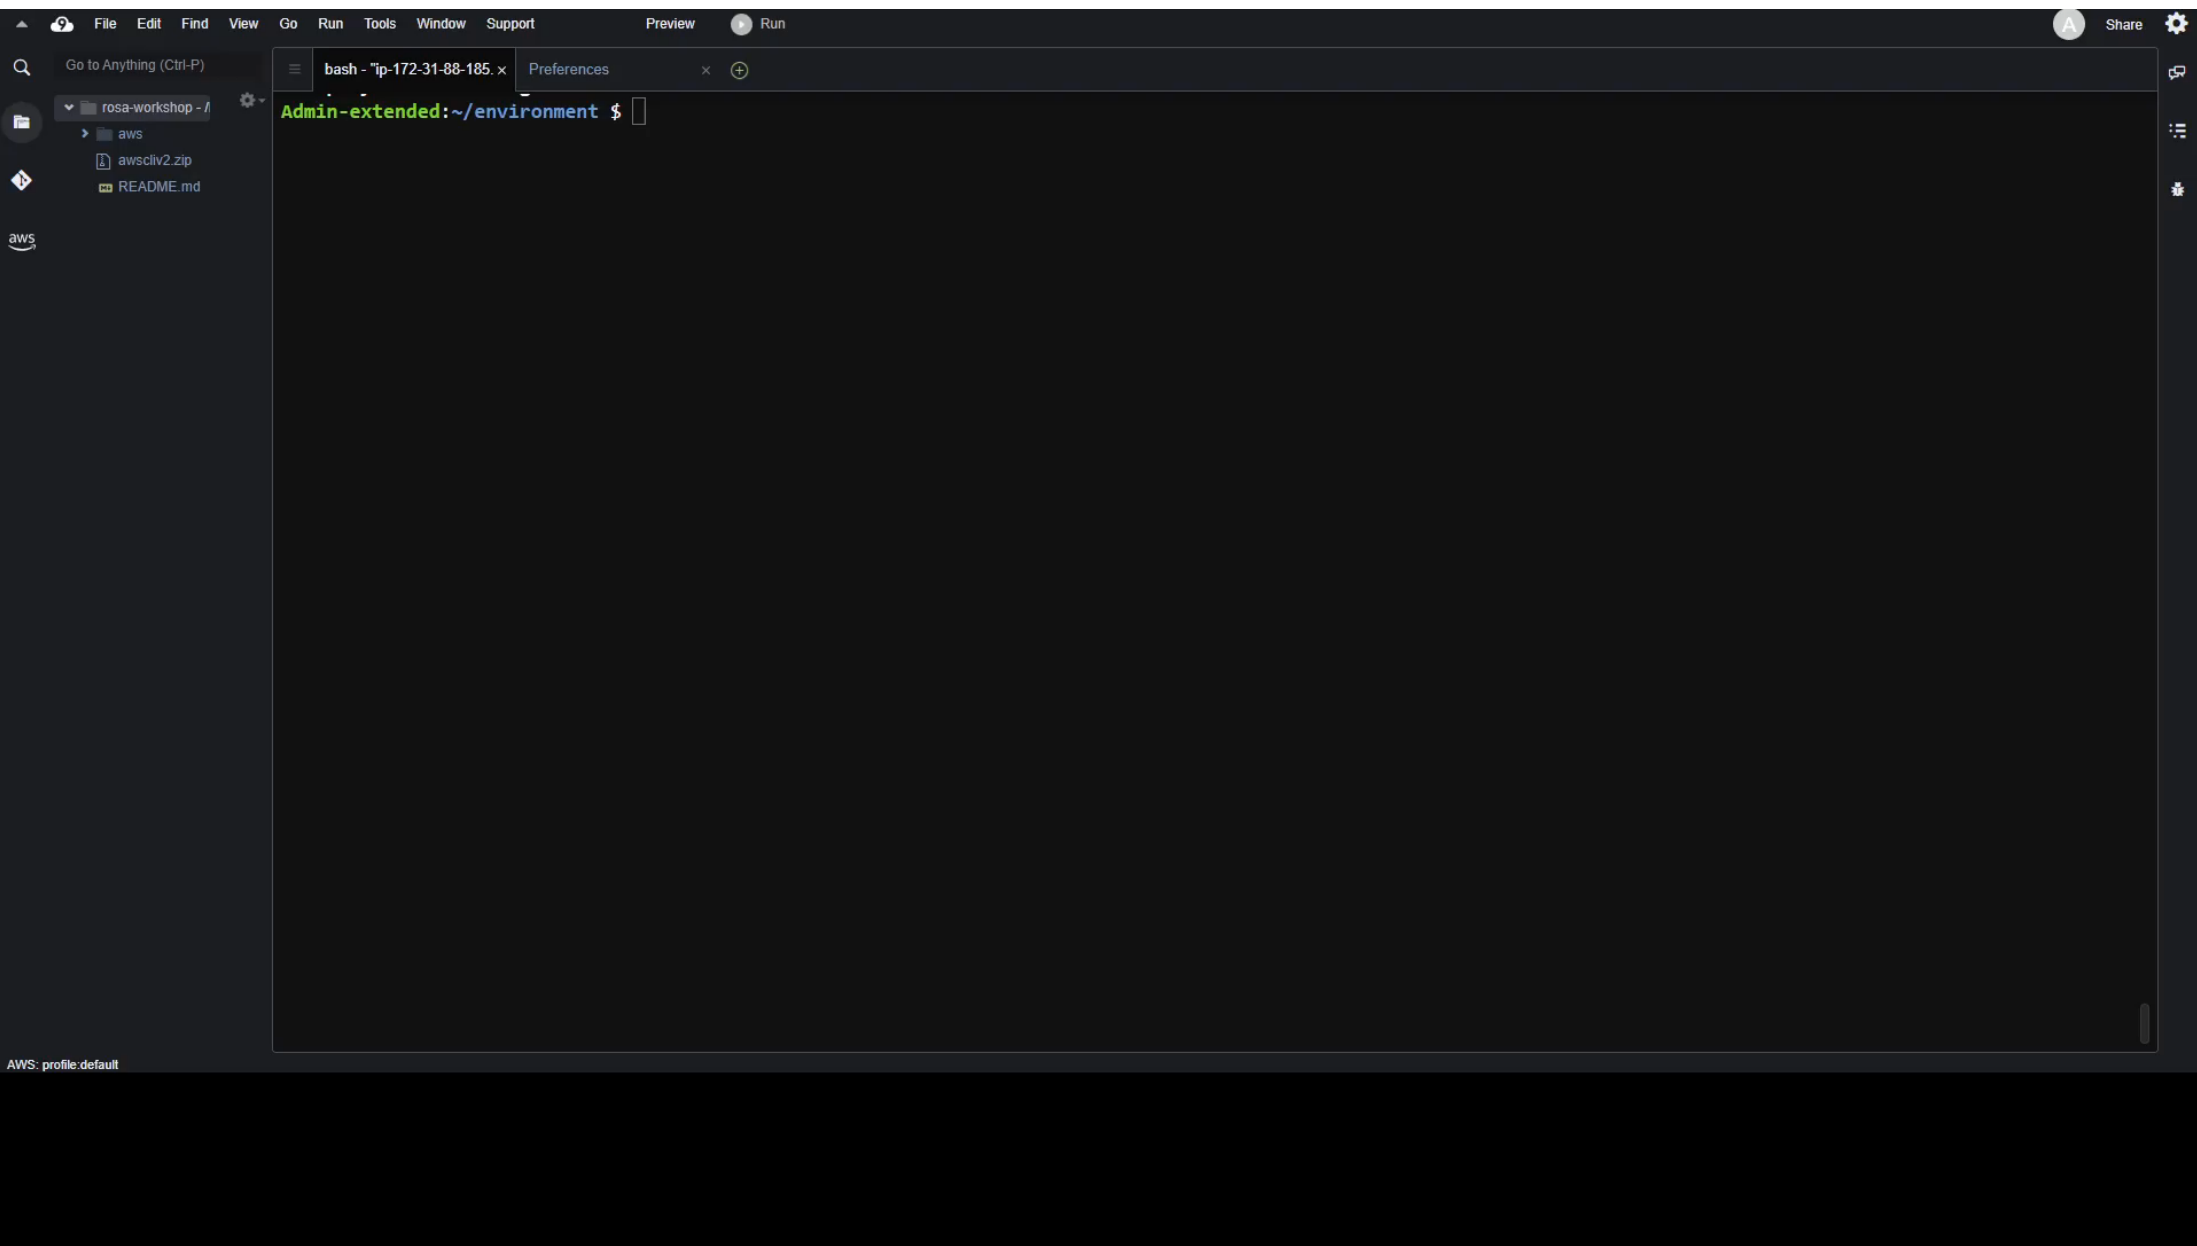 File Edit Find View Go Run Tools Window Support Preview Run A Share
Go to Anything (Ctrl-P)
bash - "ip-172-31-88-185. Preferences
rosa-workshop - /
Admin-extended:~/environment $
aws
awscliv2.zip
README.md
aws
AWS: profile:default